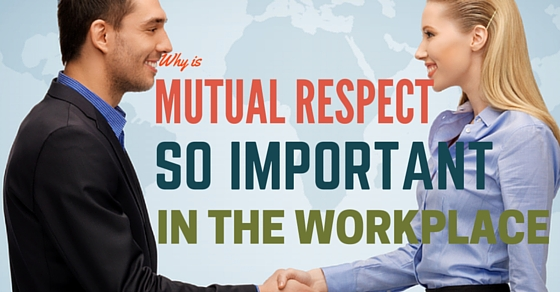 Why is
MUTUAL RESPECT
SO IMPORTANT
IN THE WORKPLACE